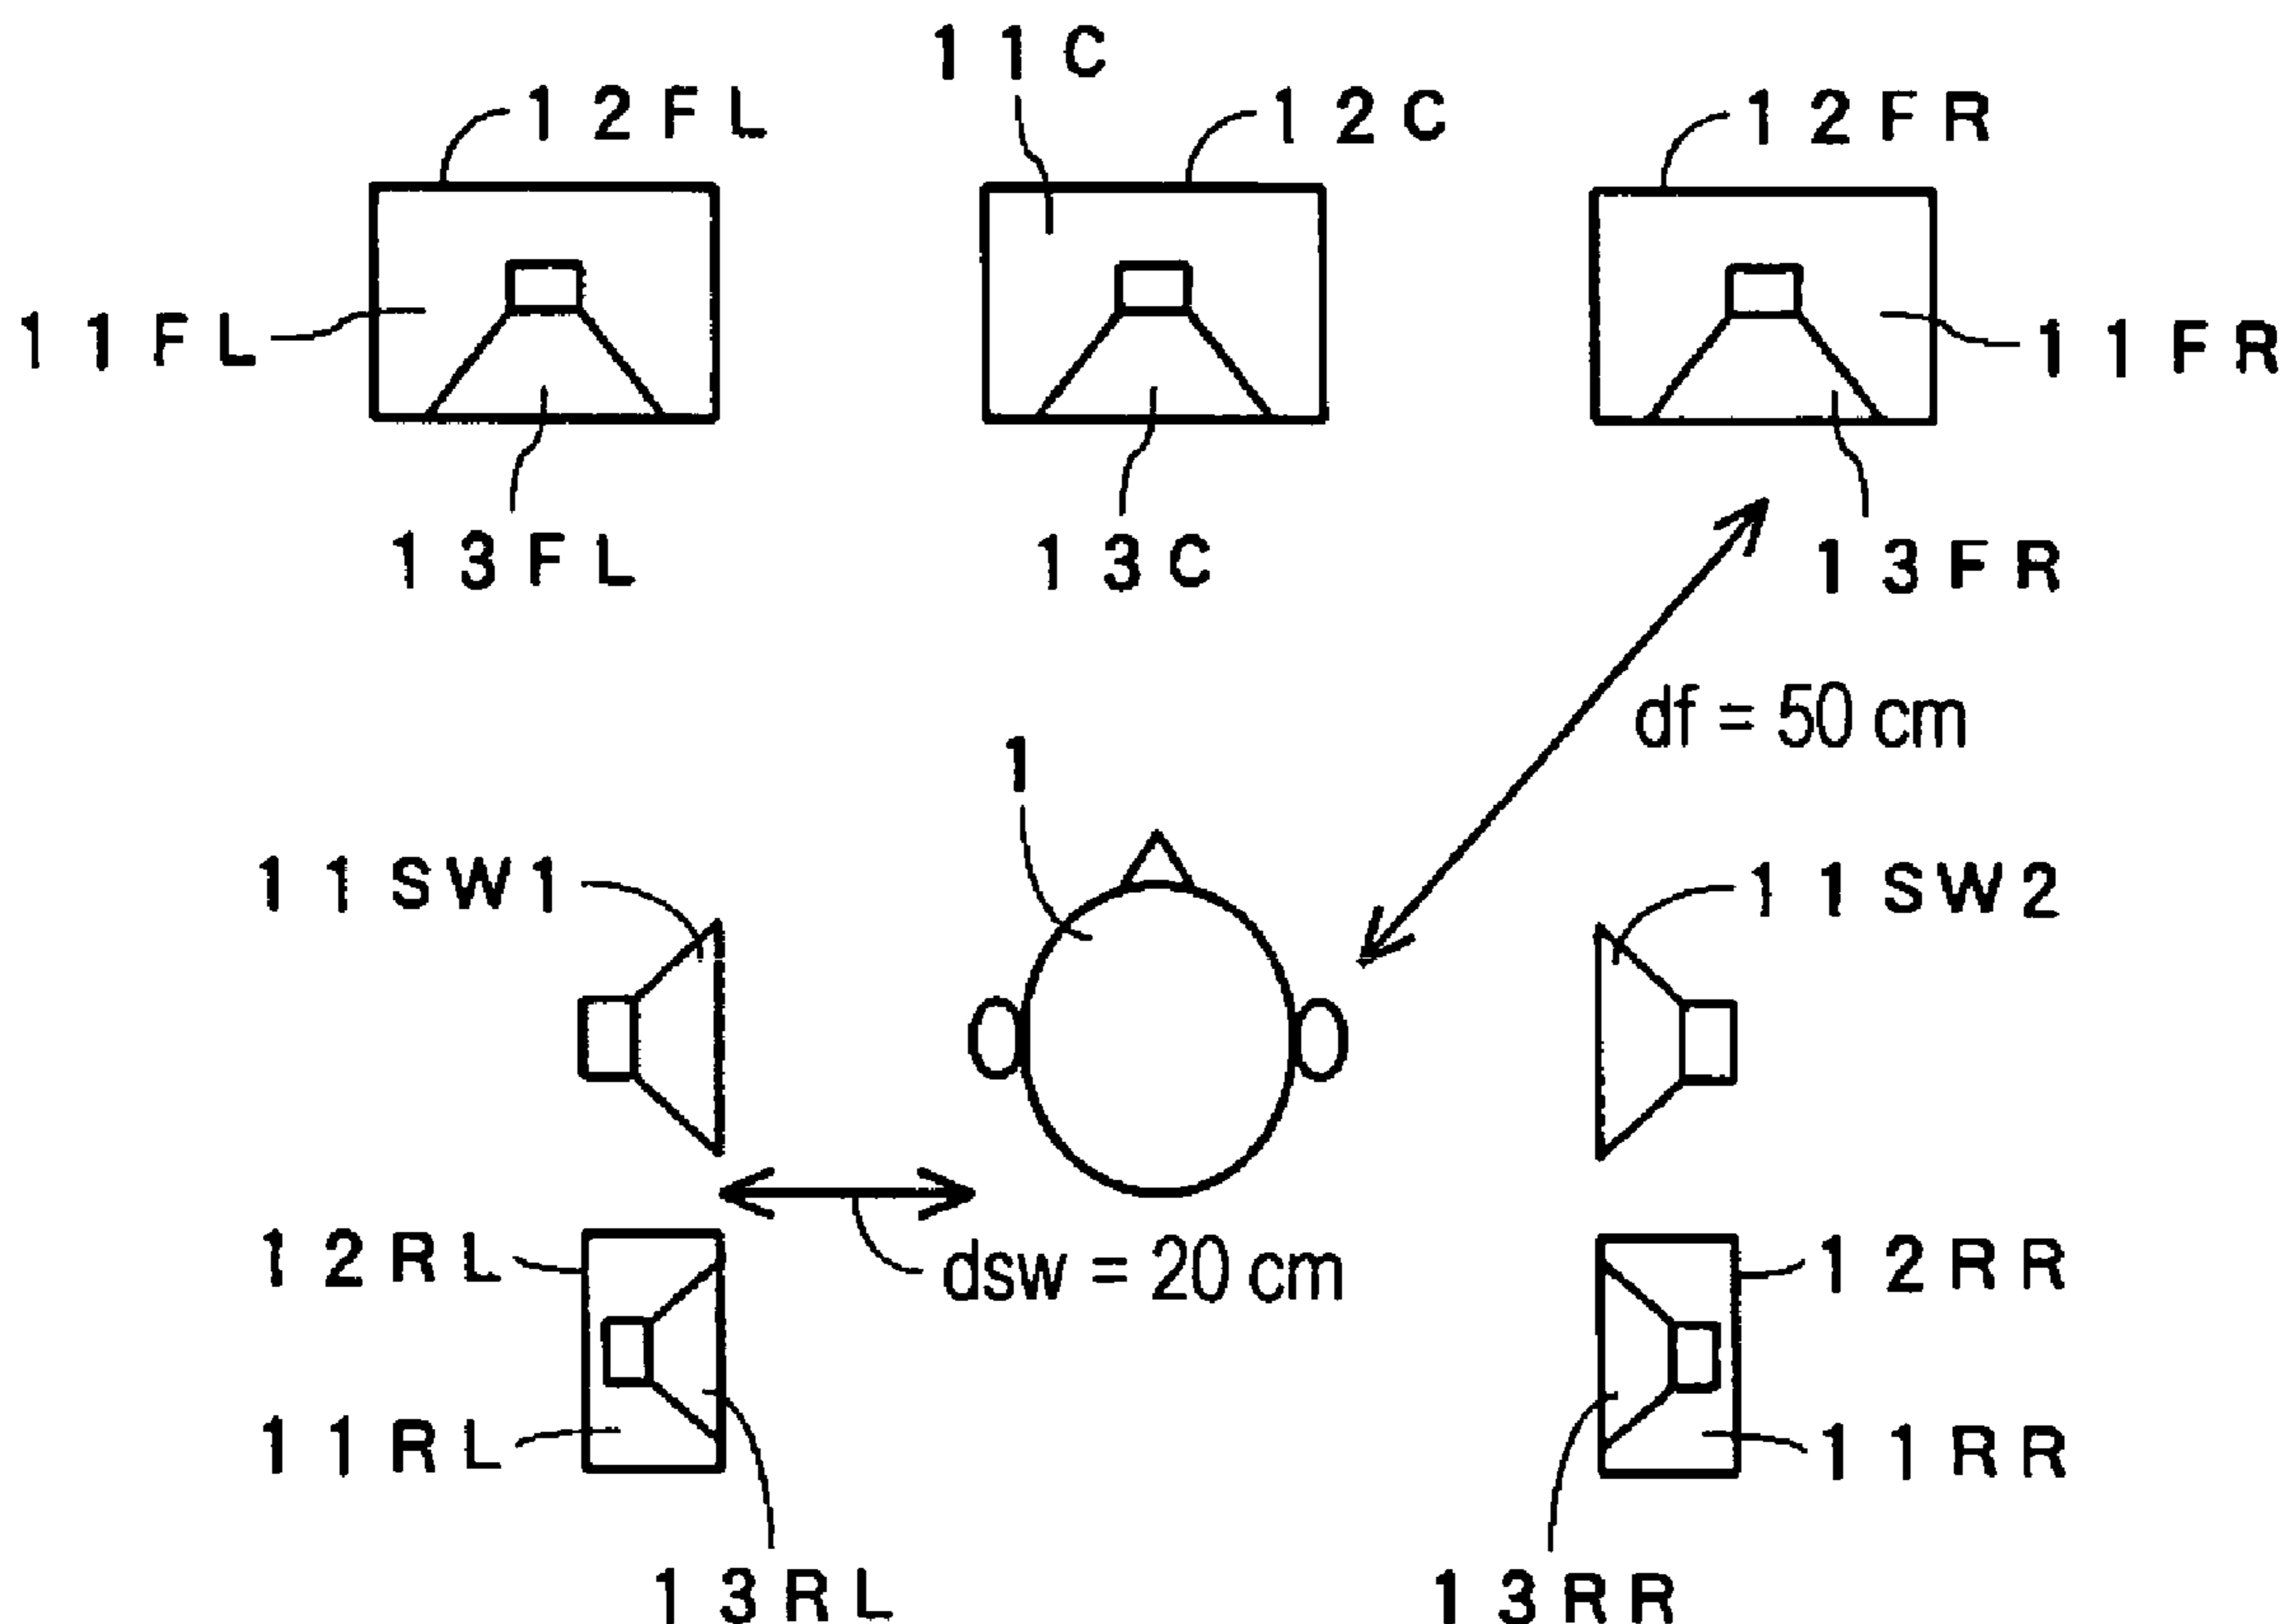 11C
12FL
12C
12FR
11FL
11FR
13FL
13C
13FR
df = 50 cm
1
11SW1
11SW2
12RL
dsw = 20 cm
12RR
11RL
11RR
13RL
13RR